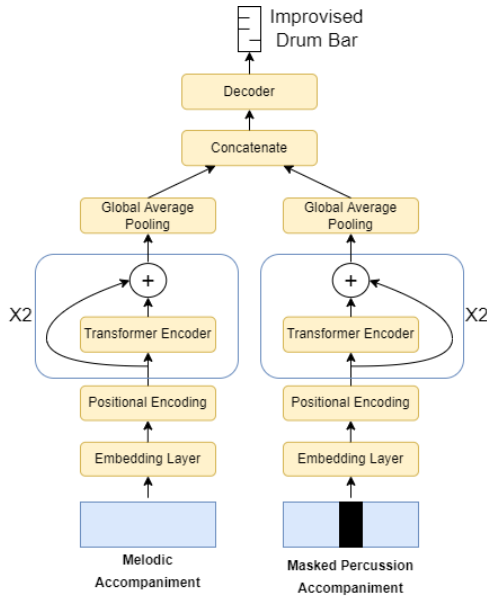 Improvised
Drum Bar
Decoder
Concatenate
Global Average
Pooling
Global Average
Pooling
+
+
X2
X2
Transformer Encoder
Transformer Encoder
Positional Encoding
Positional Encoding
Embedding Layer
Embedding Layer
Melodic
Accompaniment
Masked Percussion
Accompaniment